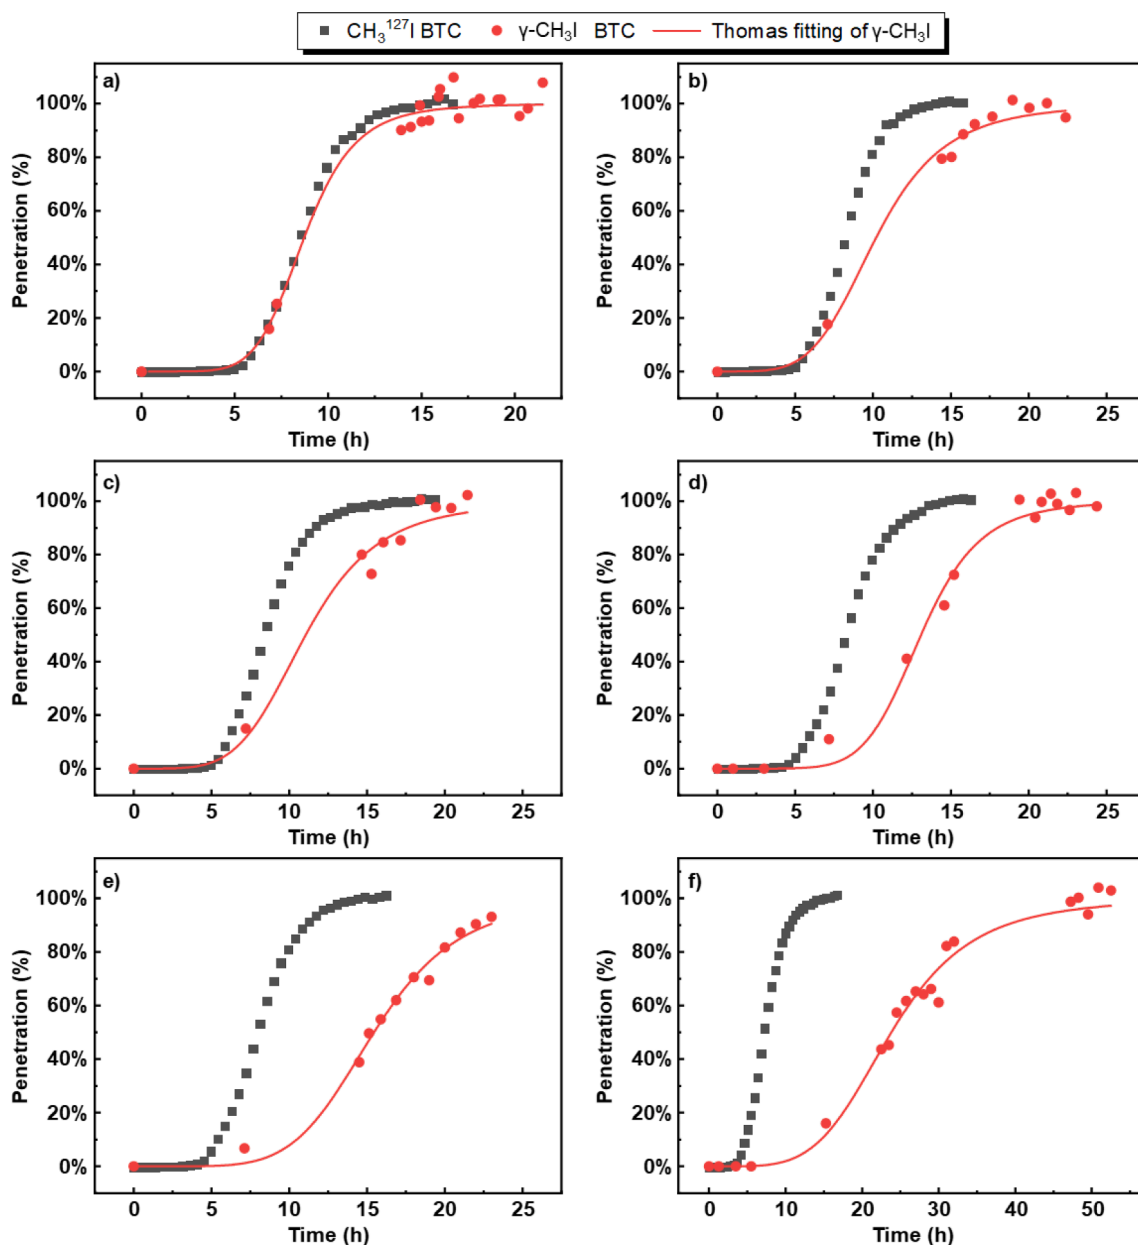 CH₃¹²⁷I BTC γ-CH₃I BTC Thomas fitting of γ-CH₃I
a)
Penetration (%)
100%
80%
60%
40%
20%
0%
0 5 10 15 20
Time (h)
b)
Penetration (%)
100%
80%
60%
40%
20%
0%
0 5 10 15 20 25
Time (h)
c)
Penetration (%)
100%
80%
60%
40%
20%
0%
0 5 10 15 20 25
Time (h)
d)
Penetration (%)
100%
80%
60%
40%
20%
0%
0 5 10 15 20 25
Time (h)
e)
Penetration (%)
100%
80%
60%
40%
20%
0%
0 5 10 15 20 25
Time (h)
f)
Penetration (%)
100%
80%
60%
40%
20%
0%
0 10 20 30 40 50
Time (h)